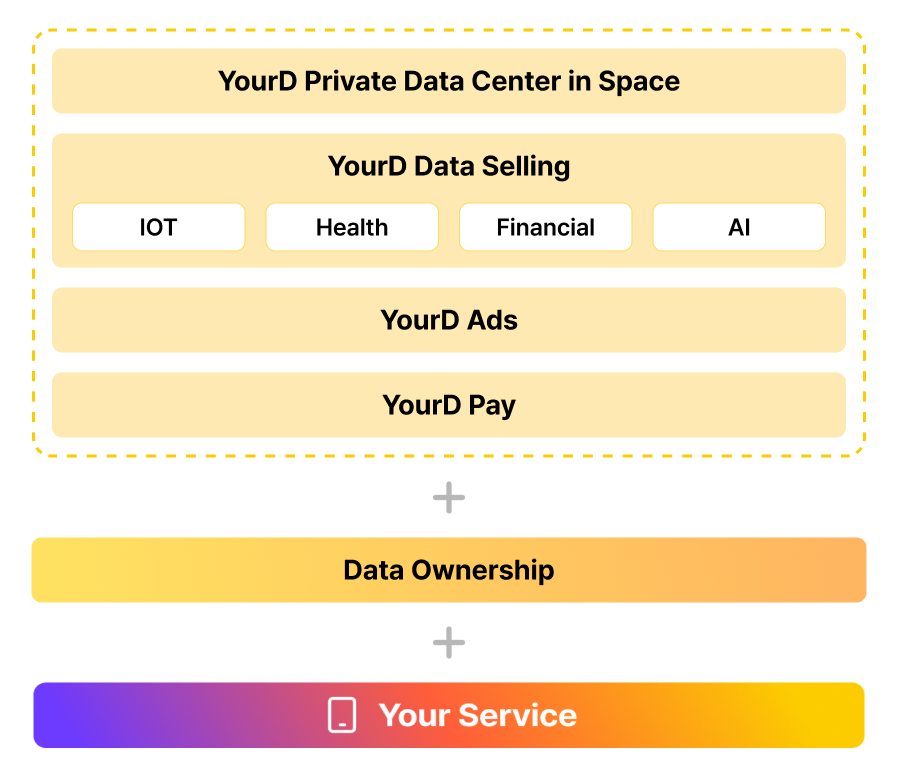 YourD Private Data Center in Space
YourD Data Selling
IOT
Health
Financial
AI
YourD Ads
YourD Pay
Data Ownership
Your Service